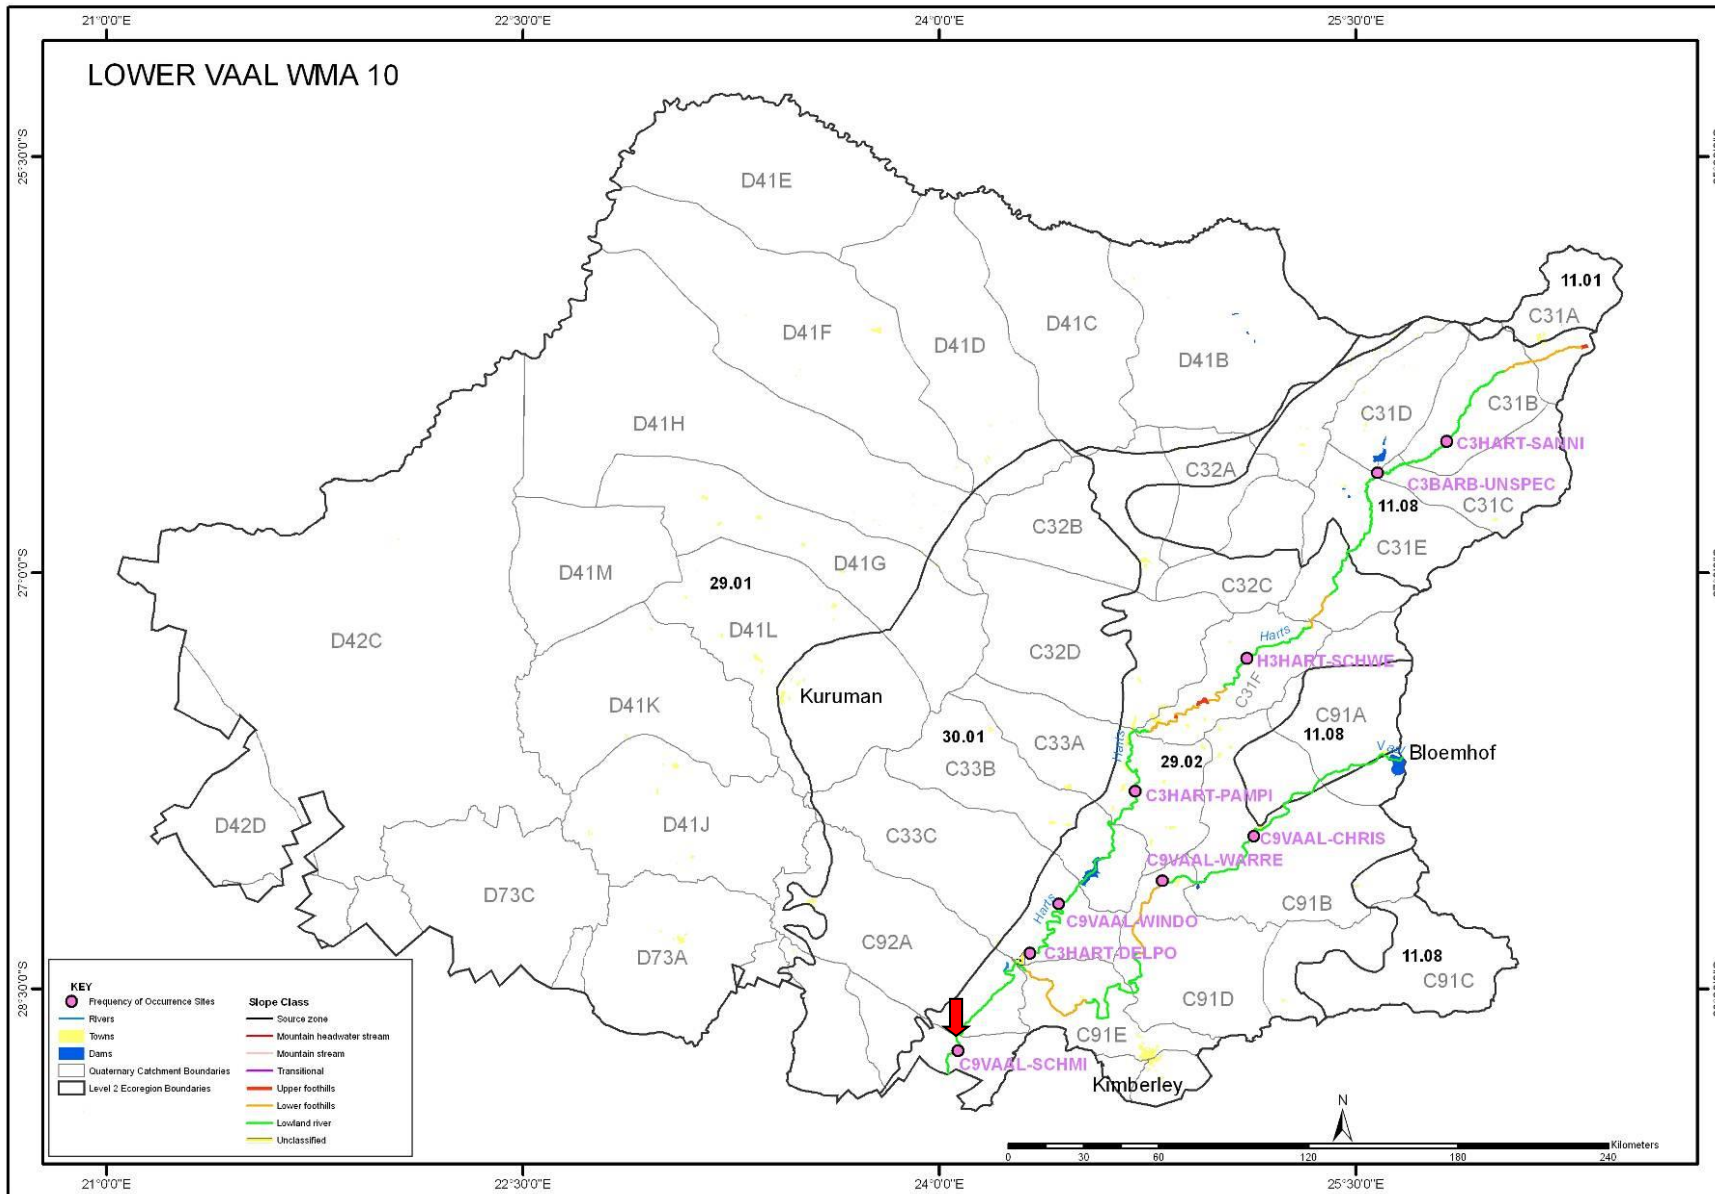 21°0'0"E
22°30'0"E
24°0'0"E
25°30'0"E
LOWER VAAL WMA 10
25°30'0"S
27°0'0"S
28°30'0"S
D41E
11.01
C31A
D41F
D41D
D41C
D41B
C31D
C31B
D41H
C3HART-SANNI
C32A
C3BARB-UNSPEC
11.08
C31C
C32B
C31E
D41G
D41M
29.01
C32C
D41L
D42C
C32D
Harts
H3HART-SCHWE
C31F
Kuruman
D41K
C91A
30.01
C33A
11.08
Harts
Vaal
Bloemhof
C33B
29.02
C3HART-PAMPI
D42D
D41J
C33C
C9VAAL-CHRIS
C9VAAL-WARRE
D73C
C91B
Harts
C9VAAL-WINDO
C92A
C3HART-DELPO
D73A
11.08
C91C
C91D
C91E
C9VAAL-SCHMI
Kimberley
KEY
Frequency of Occurrence Sites
Rivers
Towns
Dams
Quaternary Catchment Boundaries
Level 2 Ecoregion Boundaries
Slope Class
Source zone
Mountain headwater stream
Mountain stream
Transitional
Upper foothills
Lower foothills
Lowland river
Unclassified
N
Kilometers
0 30 60 120 180 240
21°0'0"E
22°30'0"E
24°0'0"E
25°30'0"E